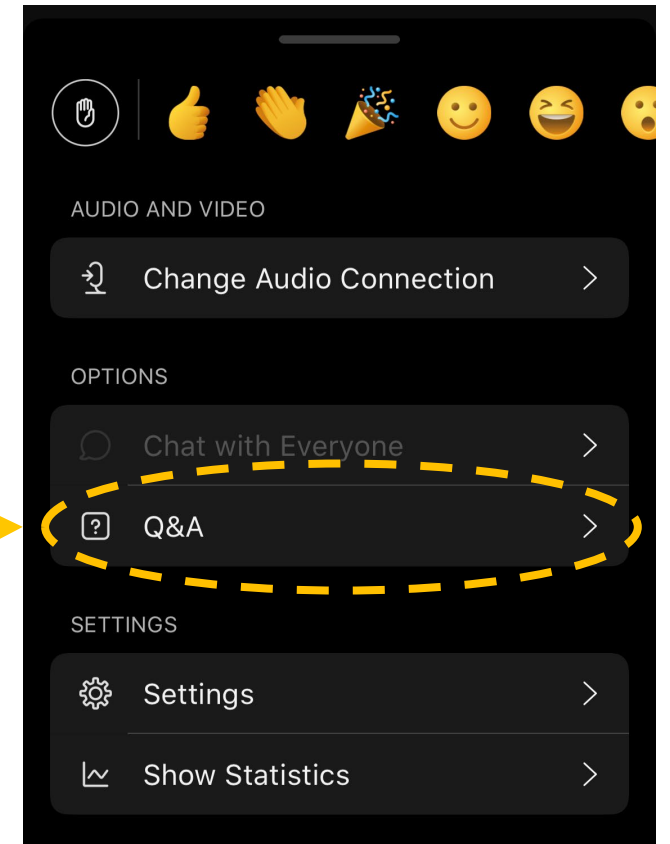 AUDIO AND VIDEO
Change Audio Connection
OPTIONS
Chat with Everyone
Q&A
SETTINGS
Settings
Show Statistics